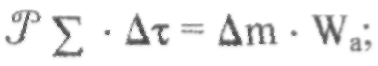 𝒫 ∑ · Δτ = Δm · Wₐ;